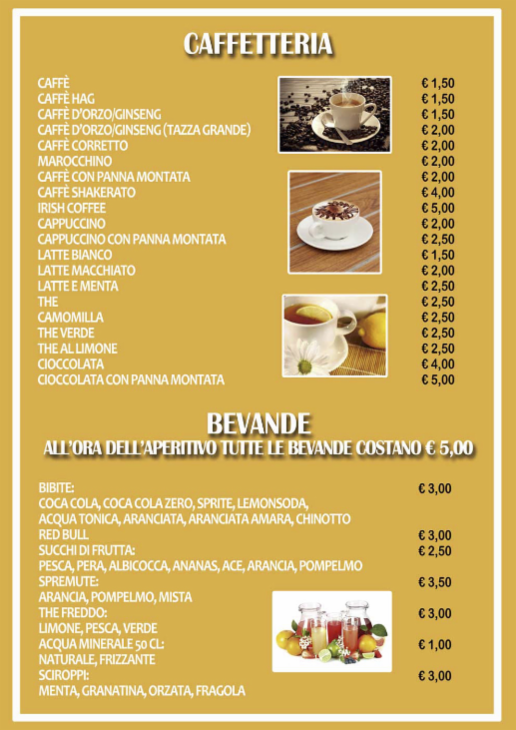 CAFFETTERIA
CAFFÈ € 1,50
CAFFÈ HAG € 1,50
CAFFÈ D'ORZO/GINSENG € 1,50
CAFFÈ D'ORZO/GINSENG (TAZZA GRANDE) € 2,00
CAFFÈ CORRETTO € 2,00
MAROCCHINO € 2,00
CAFFÈ CON PANNA MONTATA € 2,00
CAFFÈ SHAKERATO € 4,00
IRISH COFFEE € 5,00
CAPPUCCINO € 2,00
CAPPUCCINO CON PANNA MONTATA € 2,50
LATTE BIANCO € 1,50
LATTE MACCHIATO € 2,00
LATTE E MENTA € 2,50
THE € 2,50
CAMOMILLA € 2,50
THE VERDE € 2,50
THE AL LIMONE € 2,50
CIOCCOLATA € 4,00
CIOCCOLATA CON PANNA MONTATA € 5,00
BEVANDE
ALL'ORA DELL'APERITIVO TUTTE LE BEVANDE COSTANO € 5,00
BIBITE: € 3,00
COCA COLA, COCA COLA ZERO, SPRITE, LEMONSODA,
ACQUA TONICA, ARANCIATA, ARANCIATA AMARA, CHINOTTO
RED BULL € 3,00
SUCCHI DI FRUTTA: € 2,50
PESCA, PERA, ALBICOCCA, ANANAS, ACE, ARANCIA, POMPELMO
SPREMUTE: € 3,50
ARANCIA, POMPELMO, MISTA
THE FREDDO: € 3,00
LIMONE, PESCA, VERDE
ACQUA MINERALE 50 CL: € 1,00
NATURALE, FRIZZANTE
SCIROPPI: € 3,00
MENTA, GRANATINA, ORZATA, FRAGOLA